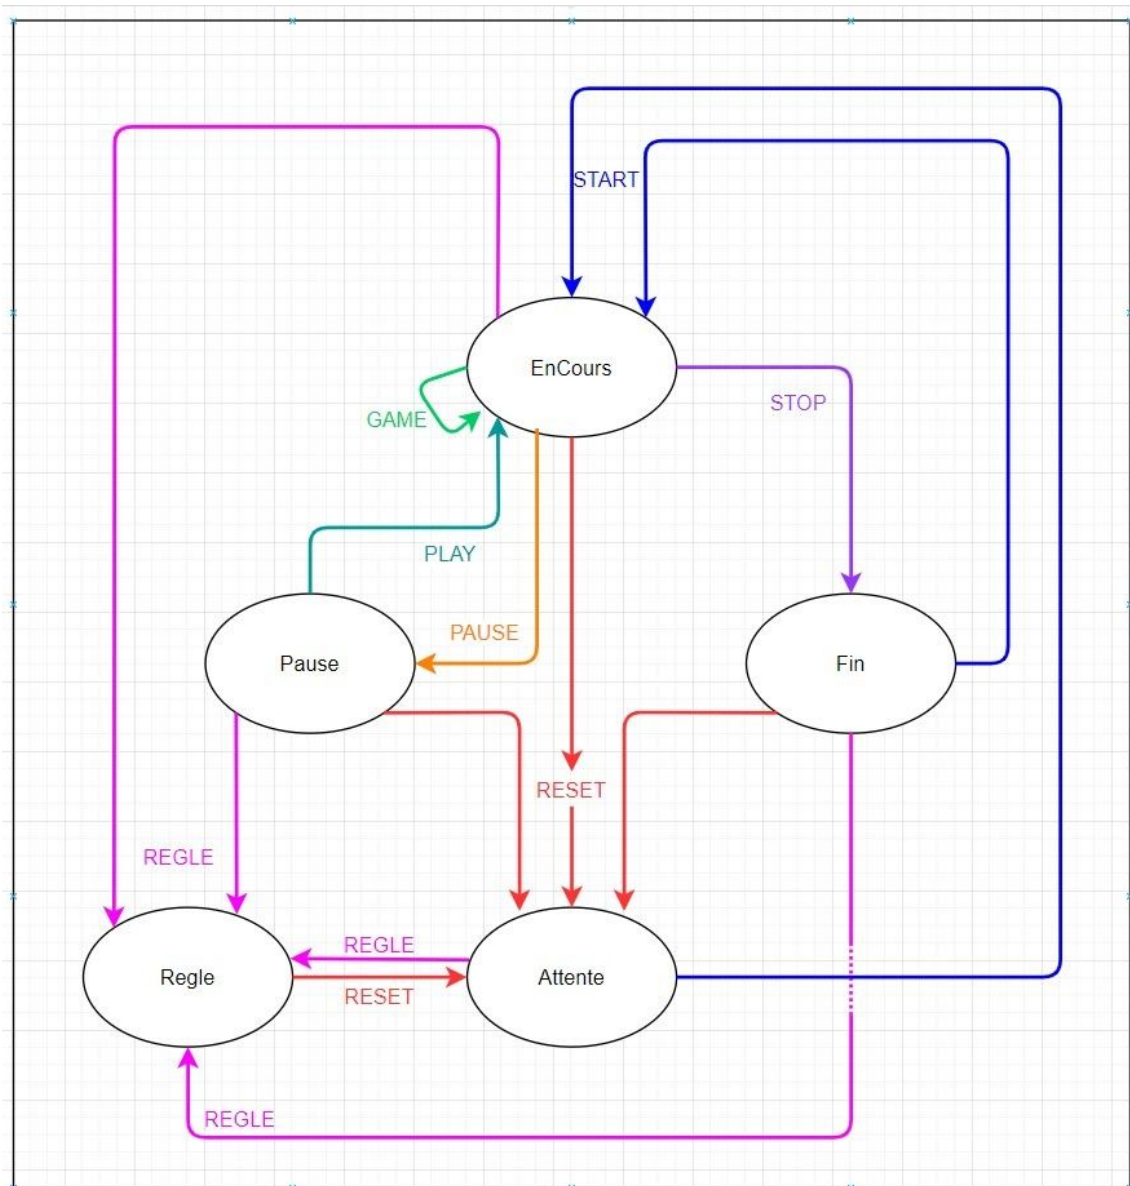 START
EnCours
STOP
GAME
PLAY
PAUSE
Pause
Fin
RESET
REGLE
REGLE
Regle
Attente
RESET
REGLE